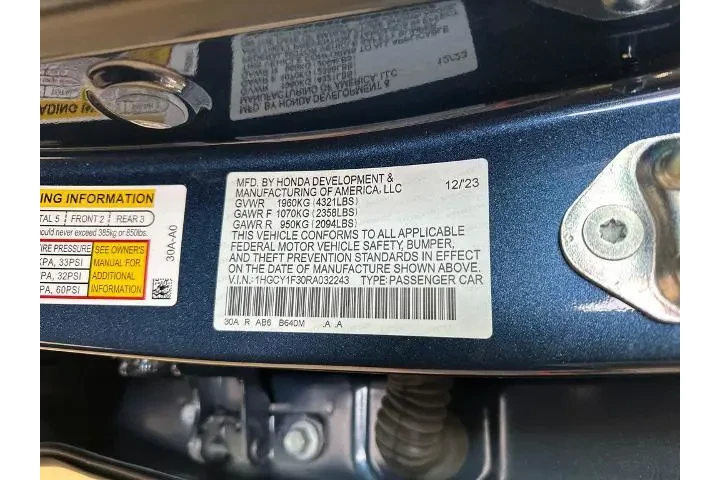 MFD. BY HONDA DEVELOPMENT &
MANUFACTURING OF AMERICA, LLC
12/23
GVWR 1960KG (4321LBS)
GAWR F 1070KG (2358LBS)
GAWR R 950KG (2094LBS)
THIS VEHICLE CONFORMS TO ALL APPLICABLE
FEDERAL MOTOR VEHICLE SAFETY, BUMPER,
AND THEFT PREVENTION STANDARDS IN
EFFECT ON THE DATE OF MANUFACTURE SHOWN ABOVE.
V.I.N.: 1HGCY1F30RA032243 TYPE: PASSENGER CAR
30A R AB6 B640M .A .A
ING INFORMATION
TAL 5 FRONT 2 REAR 3
ould never exceed 385kg or 850lbs.
IRE PRESSURE
KPA, 33PSI
KPA, 32PSI
PA, 60PSI
SEE OWNER'S
MANUAL FOR
ADDITIONAL
INFORMATION
30A-A0